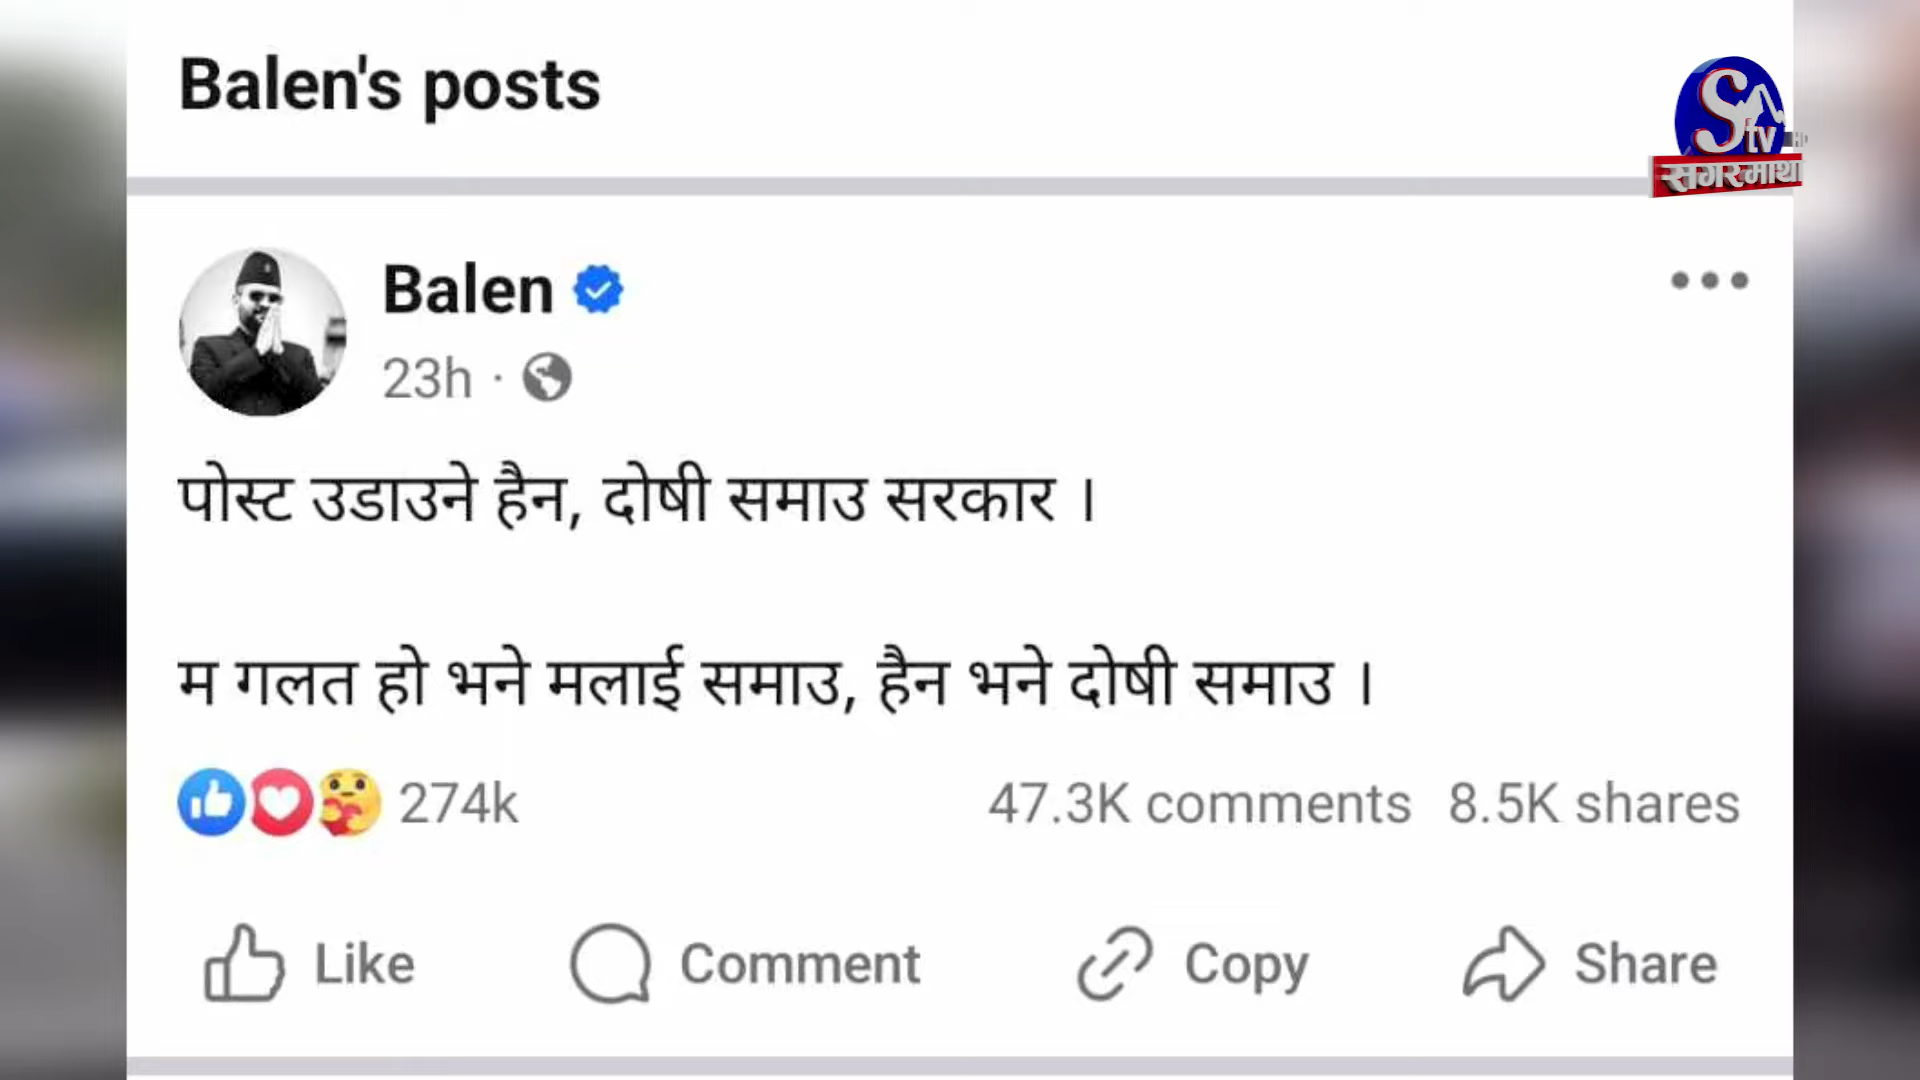 Balen's posts
S
tv
सगरमाथा
Balen
23h ·
पोस्ट उडाउने हैन, दोषी समाउ सरकार ।
म गलत हो भने मलाई समाउ, हैन भने दोषी समाउ ।
274k 47.3K comments 8.5K shares
Like Comment Copy Share